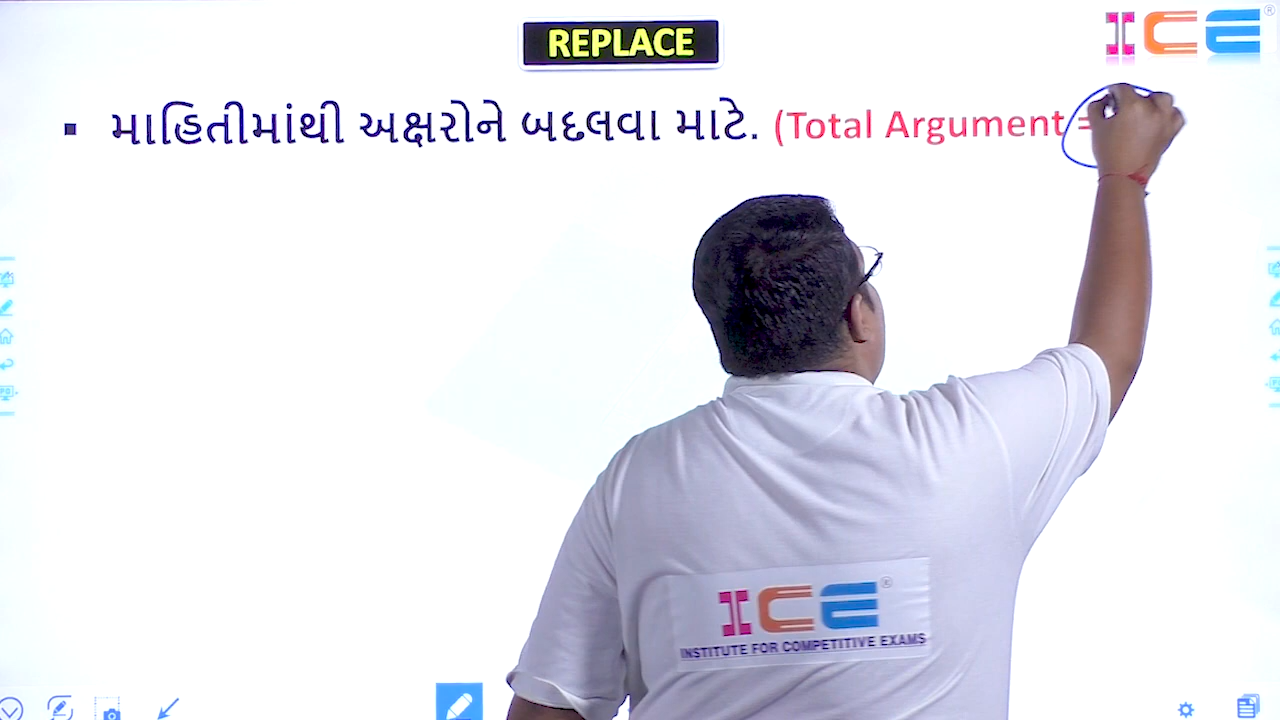 REPLACE
ICE
®
▪ માહિતીમાંથી અક્ષરોને બદલવા માટે. (Total Argument =
ICE ®
INSTITUTE FOR COMPETITIVE EXAMS